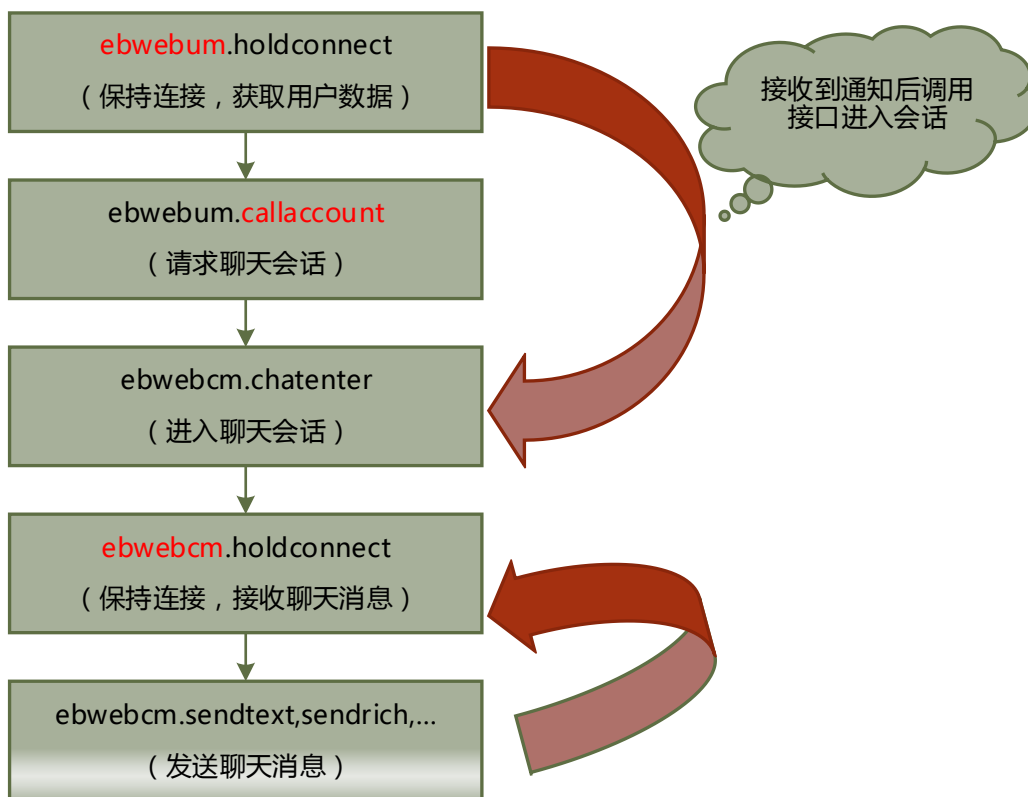 ebwebum.holdconnect
（保持连接，获取用户数据）
接收到通知后调用
接口进入会话
ebwebum.callaccount
（请求聊天会话）
ebwebcm.chatenter
（进入聊天会话）
ebwebcm.holdconnect
（保持连接，接收聊天消息）
ebwebcm.sendtext,sendrich,...
（发送聊天消息）